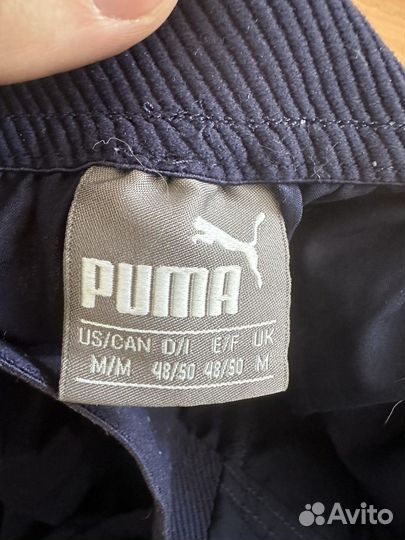 PUMA
US/CAN D/I E/F UK
M/M 48/50 48/50 M
Avito